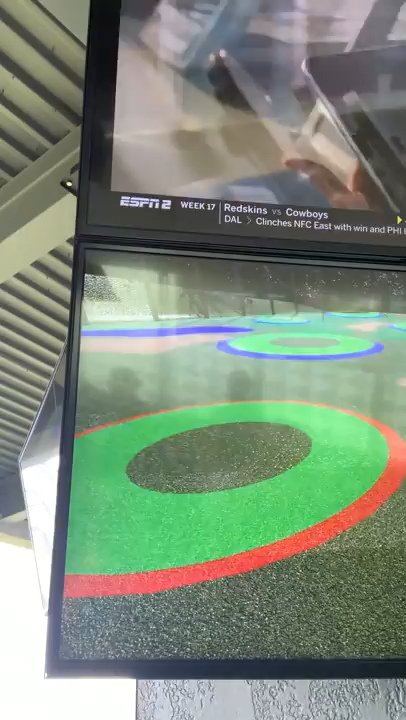 ESPN2 WEEK 17 Redskins vs Cowboys
DAL > Clinches NFC East with win and PHI